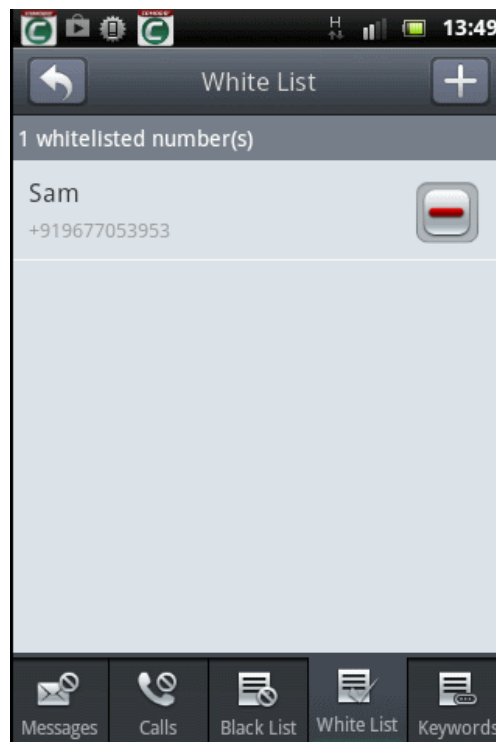 H
13:49
White List
1 whitelisted number(s)
Sam
+919677053953
Messages Calls Black List White List Keywords